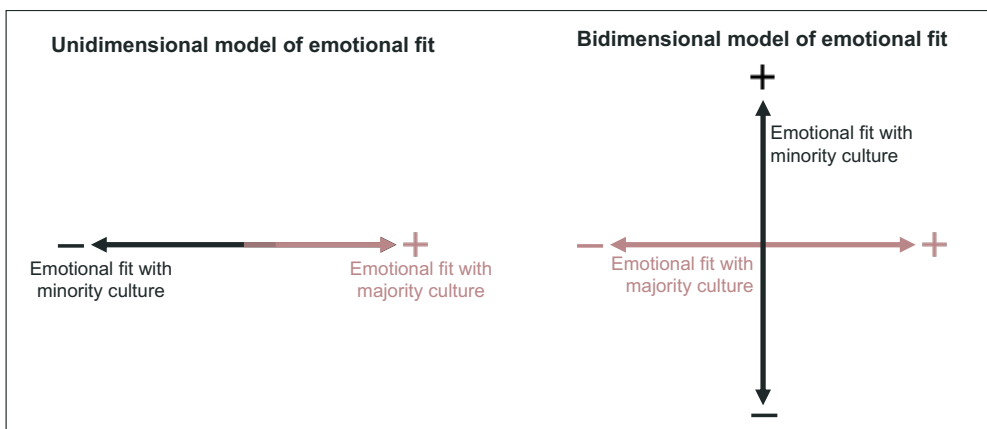 Unidimensional model of emotional fit
−
+
Emotional fit with
minority culture
Emotional fit with
majority culture
Bidimensional model of emotional fit
+
Emotional fit with
minority culture
−
+
Emotional fit with
majority culture
−